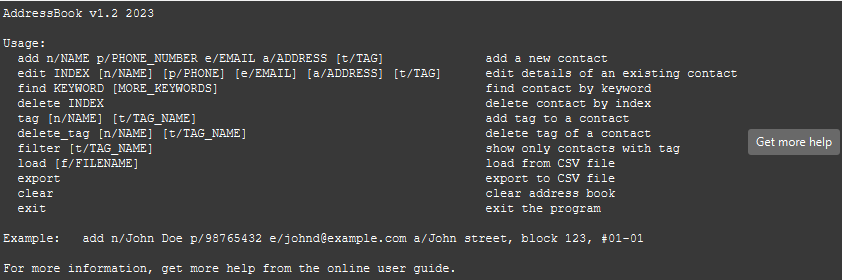 AddressBook v1.2 2023
Usage:
add n/NAME p/PHONE_NUMBER e/EMAIL a/ADDRESS [t/TAG] add a new contact
edit INDEX [n/NAME] [p/PHONE] [e/EMAIL] [a/ADDRESS] [t/TAG] edit details of an existing contact
find KEYWORD [MORE_KEYWORDS] find contact by keyword
delete INDEX delete contact by index
tag [n/NAME] [t/TAG_NAME] add tag to a contact
delete_tag [n/NAME] [t/TAG_NAME] delete tag of a contact
Get more help
filter [t/TAG_NAME] show only contacts with tag
load [f/FILENAME] load from CSV file
export export to CSV file
clear clear address book
exit exit the program
Example: add n/John Doe p/98765432 e/johnd@example.com a/John street, block 123, #01-01
For more information, get more help from the online user guide.